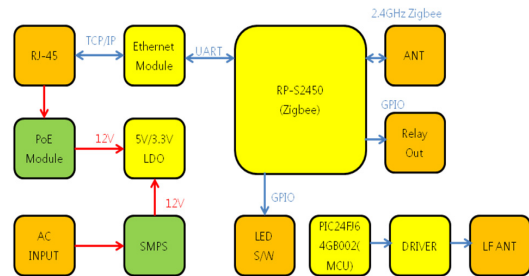 2.4GHz Zigbee
RJ-45
TCP/IP
Ethernet
Module
UART
RP-S2450
(Zigbee)
ANT
GPIO
PoE
Module
12V
5V/3.3V
LDO
Relay
Out
12V
GPIO
AC
INPUT
SMPS
LED
S/W
PIC24FJ6
4GB002(
MCU)
DRIVER
LF ANT